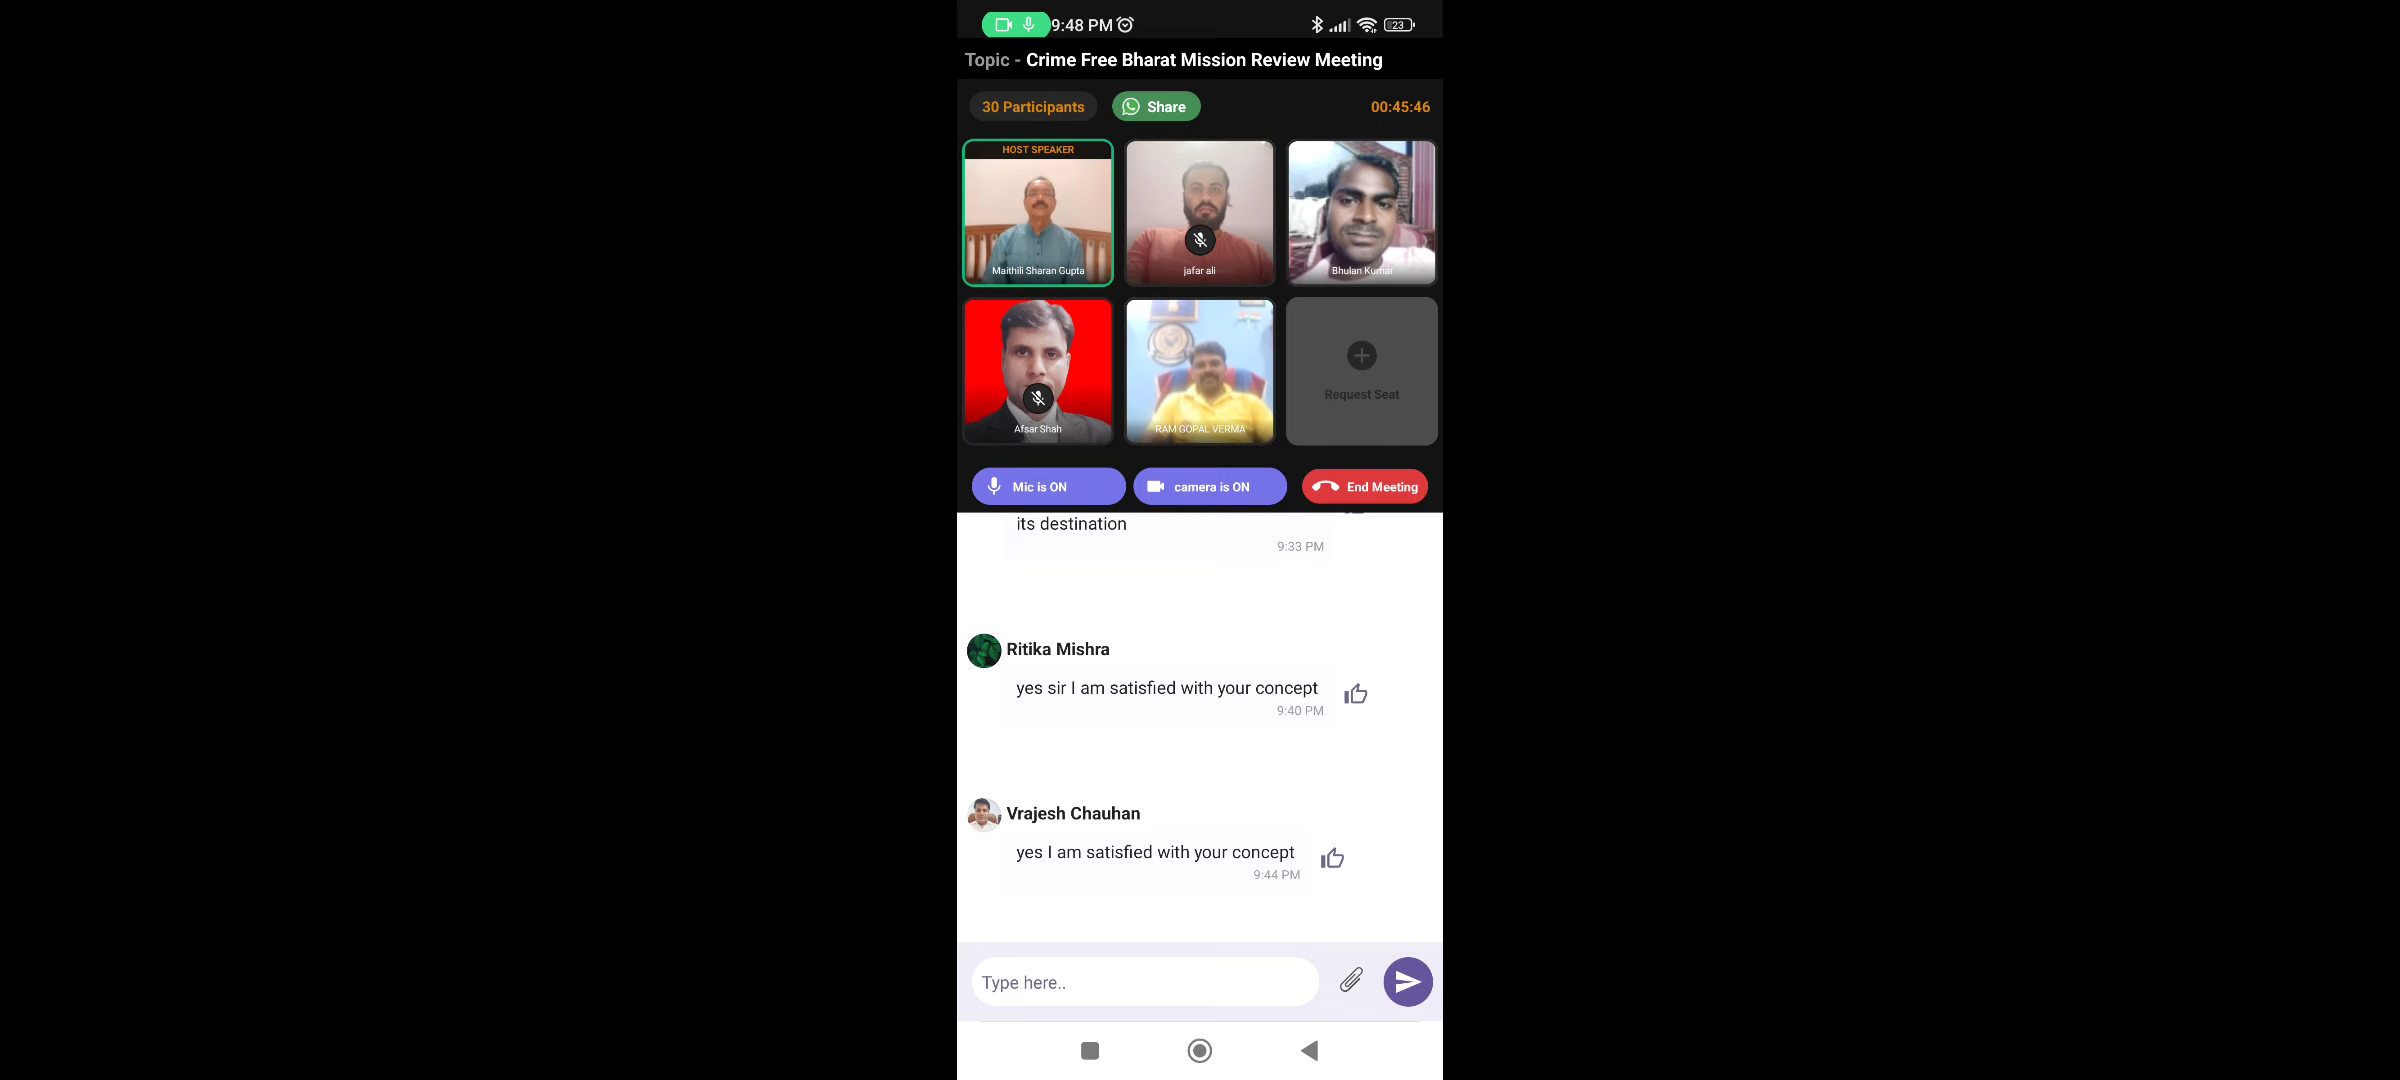 9:48 PM
23
Topic - Crime Free Bharat Mission Review Meeting
30 Participants
Share
00:45:46
HOST SPEAKER
Maithili Sharan Gupta
jafar ali
Bhulan Kumar
Afsar Shah
RAM GOPAL VERMA
Request Seat
Mic is ON
camera is ON
End Meeting
its destination
9:33 PM
Ritika Mishra
yes sir I am satisfied with your concept
9:40 PM
Vrajesh Chauhan
yes I am satisfied with your concept
9:44 PM
Type here..